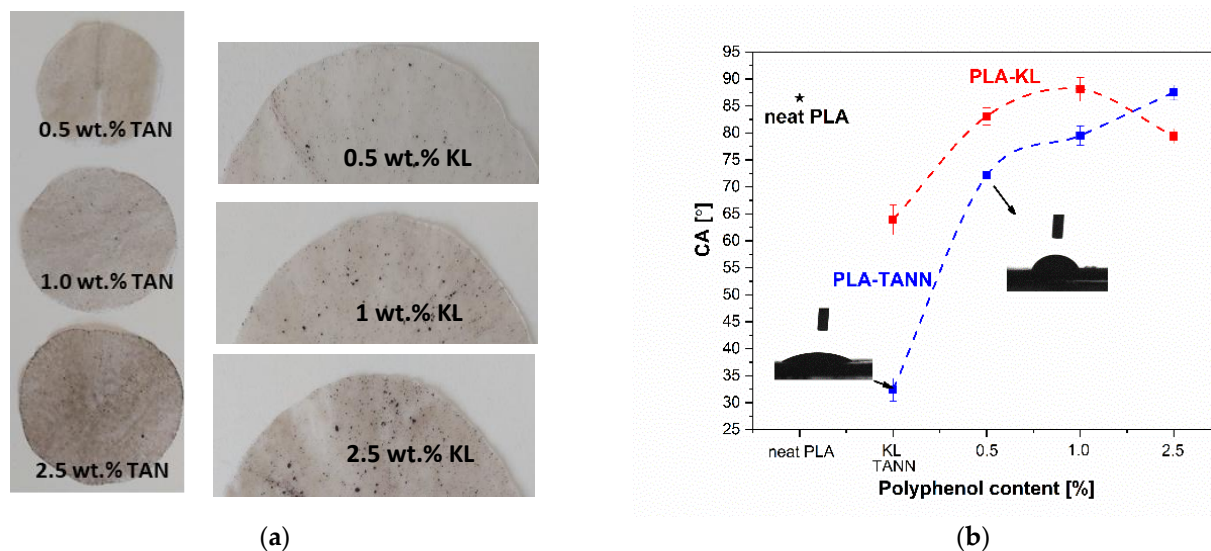 0.5 wt.% TAN
1.0 wt.% TAN
2.5 wt.% TAN
0.5 wt.% KL
1 wt.% KL
2.5 wt.% KL
(a)
95
90
85
80
75
70
65
60
55
50
45
40
35
30
25
CA [°]
PLA-KL
neat PLA
PLA-TANN
neat PLA
KL
TANN
0.5
1.0
2.5
Polyphenol content [%]
(b)